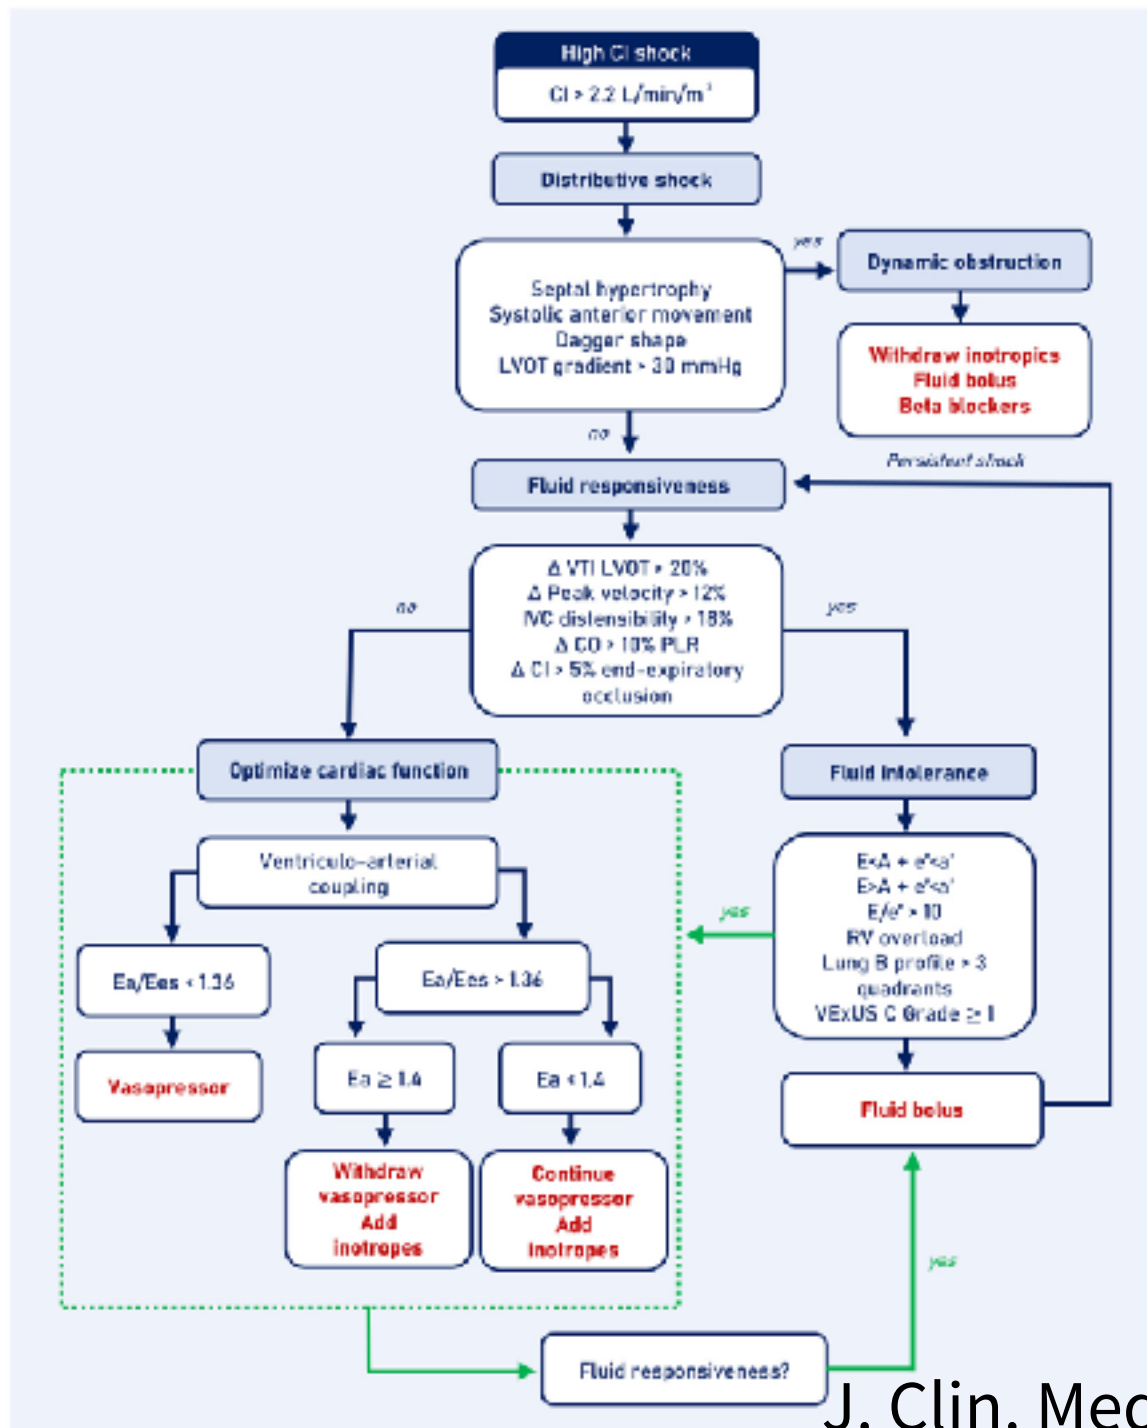 High CI shock
CI > 2.2 L/min/m²
Distributive shock
yes
Dynamic obstruction
Septal hypertrophy
Systolic anterior movement
Dagger shape
LVOT gradient > 30 mmHg
Withdraw inotropics
Fluid bolus
Beta blockers
no
Persistent shock
Fluid responsiveness
Δ VTI LVOT > 20%
Δ Peak velocity > 12%
IVC distensibility > 18%
Δ CO > 10% PLR
Δ CI > 5% end-expiratory
occlusion
no
yes
Optimize cardiac function
Fluid intolerance
Ventriculo-arterial
coupling
E<A + e'<a'
E>A + e'<a'
E/e' > 10
RV overload
Lung B profile > 3
quadrants
VExUS C Grade ≥ 1
yes
Ea/Ees < 1.36
Ea/Ees > 1.36
Vasopressor
Ea ≥ 1.4
Ea < 1.4
Fluid bolus
Withdraw
vasopressor
Add
inotropes
Continue
vasopressor
Add
inotropes
yes
Fluid responsiveness?
J. Clin. Med